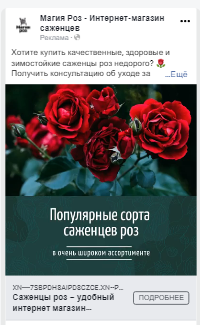 Магия Роз - Интернет-магазин
саженцев
Реклама ·
Хотите купить качественные, здоровые и
зимостойкие саженцы роз недорого? 🌹
Получить консультацию об уходе за ...Ещё
Популярные сорта
саженцев роз
в очень широком ассортименте
XN—7SBPDHSAIPD8CZCE.XN–P...
Саженцы роз – удобный
интернет магазин—
ПОДРОБНЕЕ